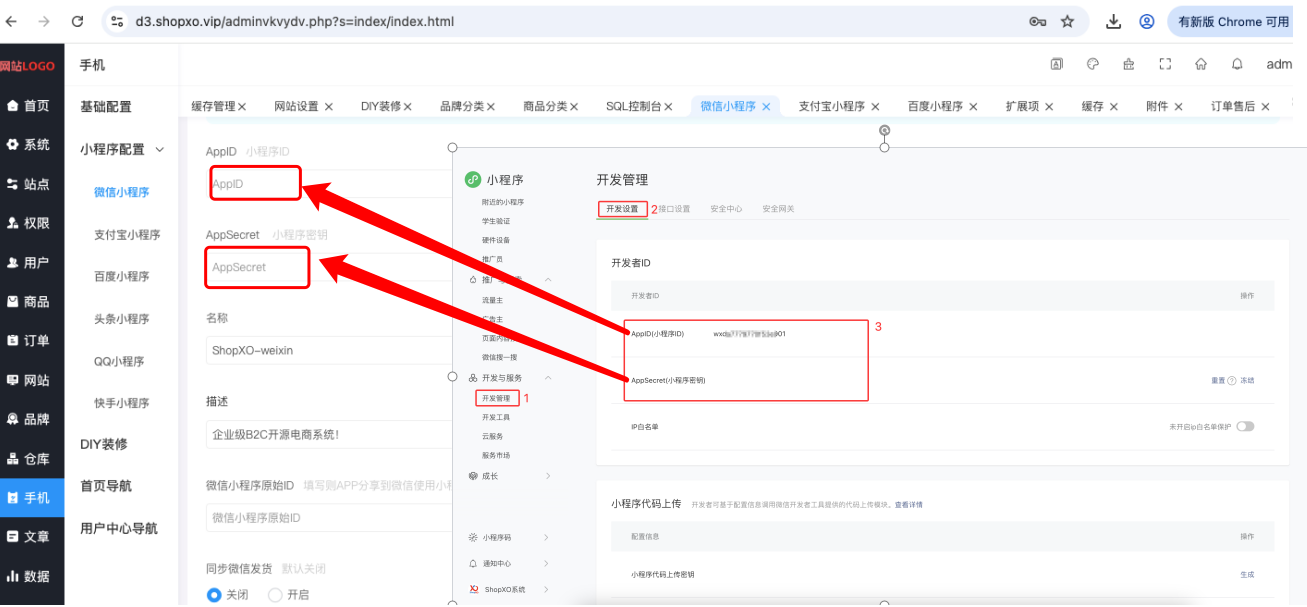 d3.shopxo.vip/adminvkvydv.php?s=index/index.html
有新版 Chrome 可用
网站LOGO
首页
系统
站点
权限
用户
商品
订单
网站
品牌
仓库
手机
文章
数据
手机
基础配置
小程序配置
微信小程序
支付宝小程序
百度小程序
头条小程序
QQ小程序
快手小程序
DIY装修
首页导航
用户中心导航
adm
缓存管理 网站设置 DIY装修 品牌分类 商品分类 SQL控制台 微信小程序 支付宝小程序 百度小程序 扩展项 缓存 附件 订单售后
AppID 小程序ID
AppID
AppSecret 小程序密钥
AppSecret
名称
ShopXO-weixin
描述
企业级B2C开源电商系统!
微信小程序原始ID 填写则APP分享到微信使用小
微信小程序原始ID
同步微信发货 默认关闭
关闭 开启
小程序
附近的小程序
学生验证
硬件设备
推广员
流量主
广告主
微信搜一搜
开发与服务
开发管理 1
开发工具
云服务
服务市场
成长
小程序码
通知中心
ShopXO系统
开发管理
开发设置 2 接口设置 安全中心 安全网关
开发者ID
开发者ID 操作
AppID(小程序ID) 3
AppSecret(小程序密钥) 重置 冻结
IP白名单 未开启ip白名单保护
小程序代码上传 开发者可基于配置信息调用微信开发者工具提供的代码上传模块。查看详情
配置信息 操作
小程序代码上传密钥 生成